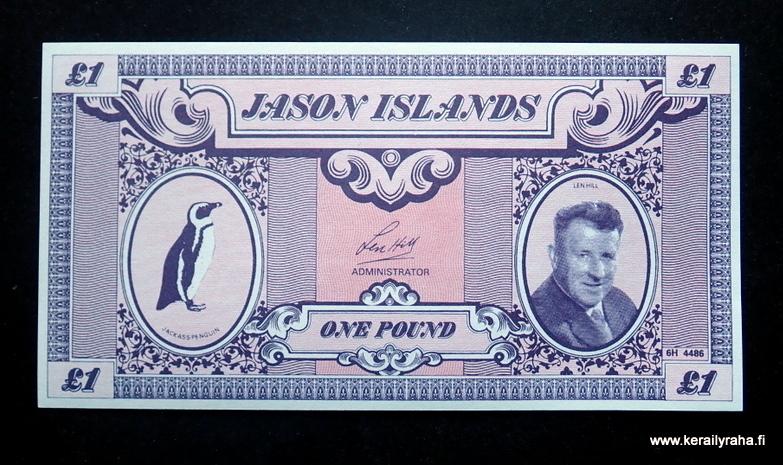 £1
£1
JASON ISLANDS
LEN HILL
Len Hill
ADMINISTRATOR
JACKASS PENGUIN
ONE POUND
6H 4486
£1
£1
www.kerailyraha.fi